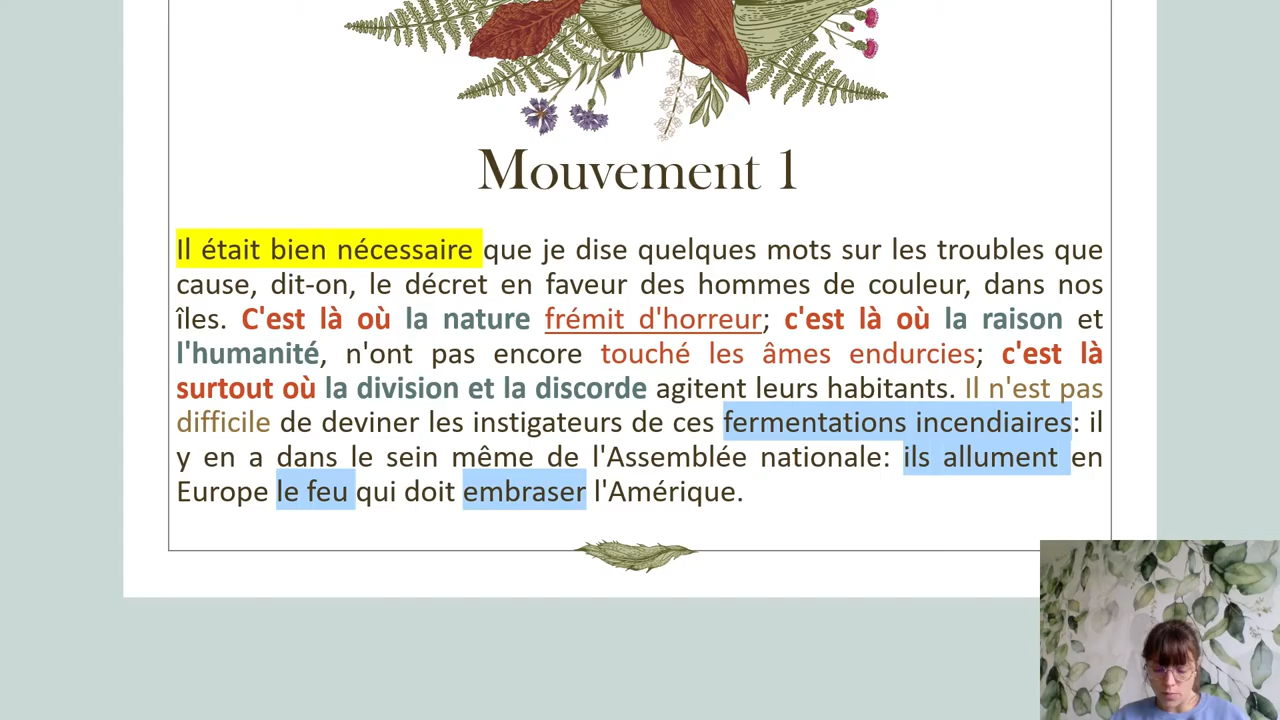 Mouvement 1
Il était bien nécessaire que je dise quelques mots sur les troubles que
cause, dit-on, le décret en faveur des hommes de couleur, dans nos
îles. C'est là où la nature frémit d'horreur; c'est là où la raison et
l'humanité, n'ont pas encore touché les âmes endurcies; c'est là
surtout où la division et la discorde agitent leurs habitants. Il n'est pas
difficile de deviner les instigateurs de ces fermentations incendiaires: il
y en a dans le sein même de l'Assemblée nationale: ils allument en
Europe le feu qui doit embraser l'Amérique.